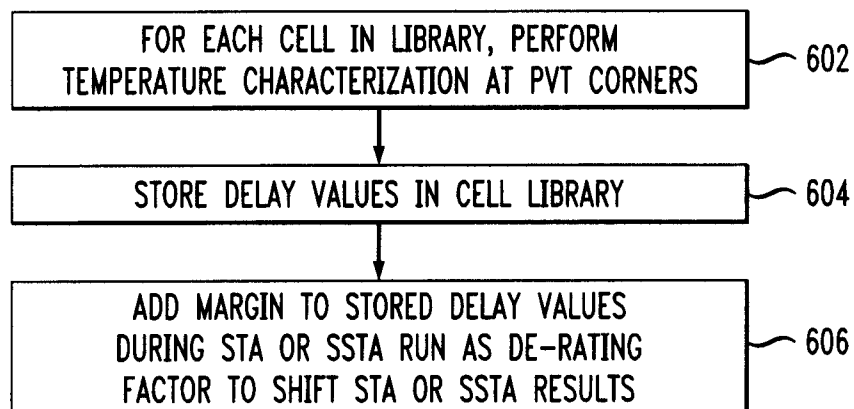 FOR EACH CELL IN LIBRARY, PERFORM
TEMPERATURE CHARACTERIZATION AT PVT CORNERS
602
STORE DELAY VALUES IN CELL LIBRARY
604
ADD MARGIN TO STORED DELAY VALUES
DURING STA OR SSTA RUN AS DE-RATING
FACTOR TO SHIFT STA OR SSTA RESULTS
606